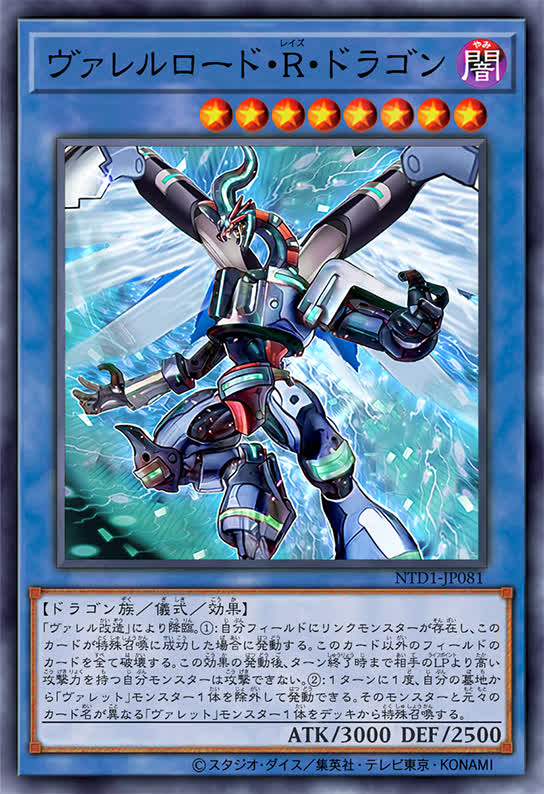 レイズ
ヴァレルロード・R・ドラゴン
やみ
闇
NTD1-JP081
【ドラゴン族／儀式／効果】
「ヴァレル改造」により降臨。①：自分フィールドにリンクモンスターが存在し、この
カードが特殊召喚に成功した場合に発動する。このカード以外のフィールドの
カードを全て破壊する。この効果の発動後、ターン終了時まで相手のLPより高い
攻撃力を持つ自分モンスターは攻撃できない。②：１ターンに１度、自分の墓地か
ら「ヴァレット」モンスター１体を除外して発動できる。そのモンスターと元々の
カード名が異なる「ヴァレット」モンスター１体をデッキから特殊召喚する。
ATK/3000 DEF/2500
©スタジオ・ダイス／集英社・テレビ東京・KONAMI